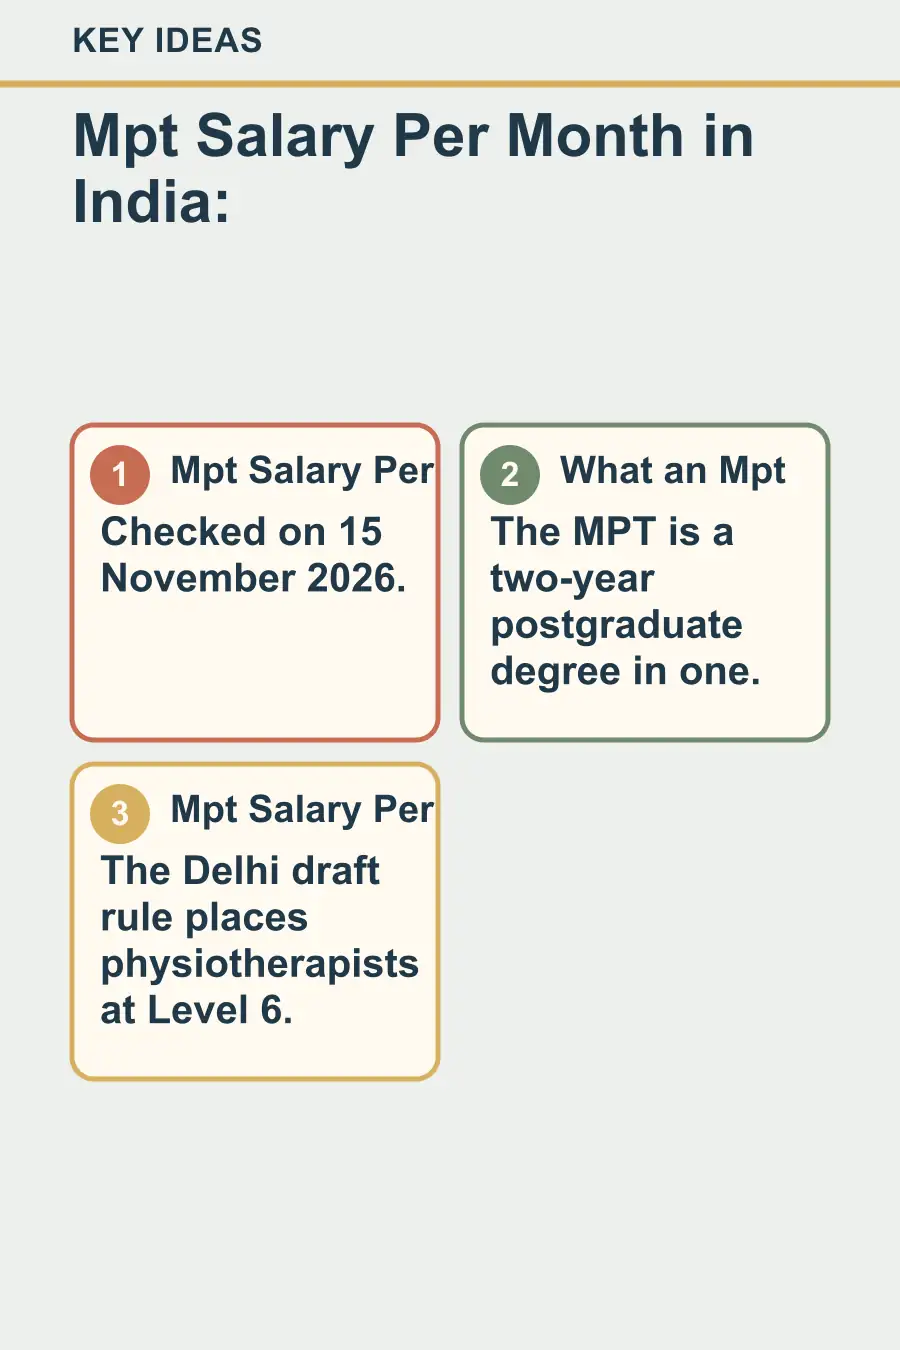 KEY IDEAS
Mpt Salary Per Month in
India:
1
Mpt Salary Per
Checked on 15
November 2026.
2
What an Mpt
The MPT is a
two-year
postgraduate
degree in one.
3
Mpt Salary Per
The Delhi draft
rule places
physiotherapists
at Level 6.